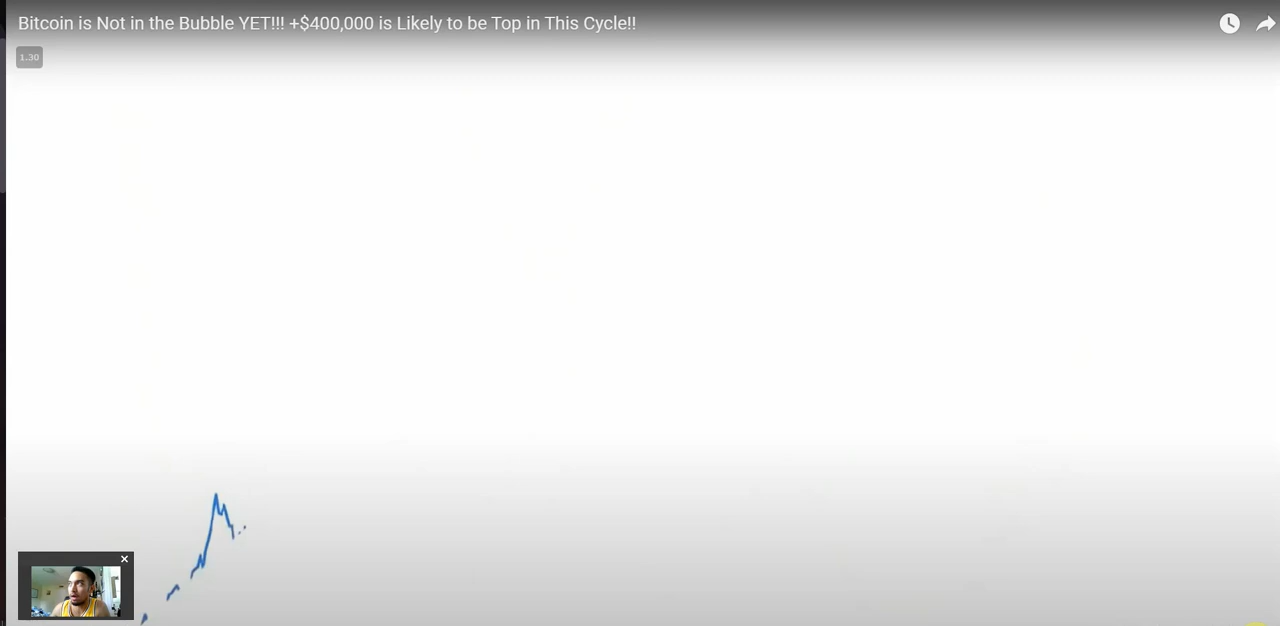 Bitcoin is Not in the Bubble YET!!! +$400,000 is Likely to be Top in This Cycle!!
1.30